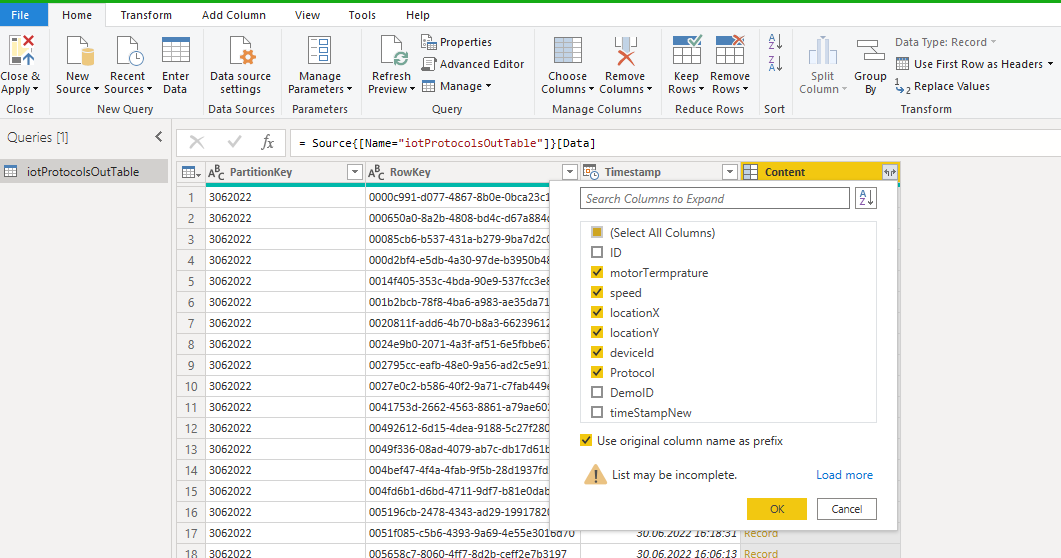 File Home Transform Add Column View Tools Help
Close & Apply New Source Recent Sources Enter Data Data source settings Manage Parameters Refresh Preview Properties Advanced Editor Manage Choose Columns Remove Columns Keep Rows Remove Rows Split Column Group By Data Type: Record Use First Row as Headers Replace Values
Close New Query Data Sources Parameters Query Manage Columns Reduce Rows Sort Transform
Queries [1] fx = Source{[Name="iotProtocolsOutTable"]}[Data]
iotProtocolsOutTable PartitionKey RowKey Timestamp Content
1 3062022 0000c991-d077-4867-8b0e-0bca23c1
2 3062022 000650a0-8a2b-4808-bd4c-d67a884
3 3062022 00085cb6-b537-431a-b279-9ba7d2c
4 3062022 000d2bf4-e5db-4a30-97de-b3950b48
5 3062022 0014f405-353c-4bda-90e9-537fcc3e8
6 3062022 001b2bcb-78f8-4ba6-a983-ae35da71
7 3062022 0020811f-add6-4b70-b8a3-66239612
8 3062022 0024e9b0-2071-4a3f-af51-6e5fbbe67
9 3062022 002795cc-eafb-48e0-9a56-ad2c5e91
10 3062022 0027e0c2-b586-40f2-9a71-c7fab449
11 3062022 0041753d-2662-4563-8861-a79ae60
12 3062022 00492612-6d15-4dea-9188-5c27f280
13 3062022 0049f336-08ad-4079-ab7c-db17d61b
14 3062022 004bef47-4f4a-4fab-9f5b-28d1937fd
15 3062022 004fd6b1-d6bd-4711-9df7-b81e0dab
16 3062022 005196cb-2478-4343-ad29-19917820
17 3062022 0051f085-c5b6-4393-9a69-4e55e3016d70 30.06.2022 16:18:31 Record
18 3062022 005658c7-8060-4ff7-8d2b-ceff2e7b3197 30.06.2022 16:06:13 Record
Search Columns to Expand
(Select All Columns)
ID
motorTermprature
speed
locationX
locationY
deviceId
Protocol
DemoID
timeStampNew
Use original column name as prefix
List may be incomplete. Load more
OK Cancel